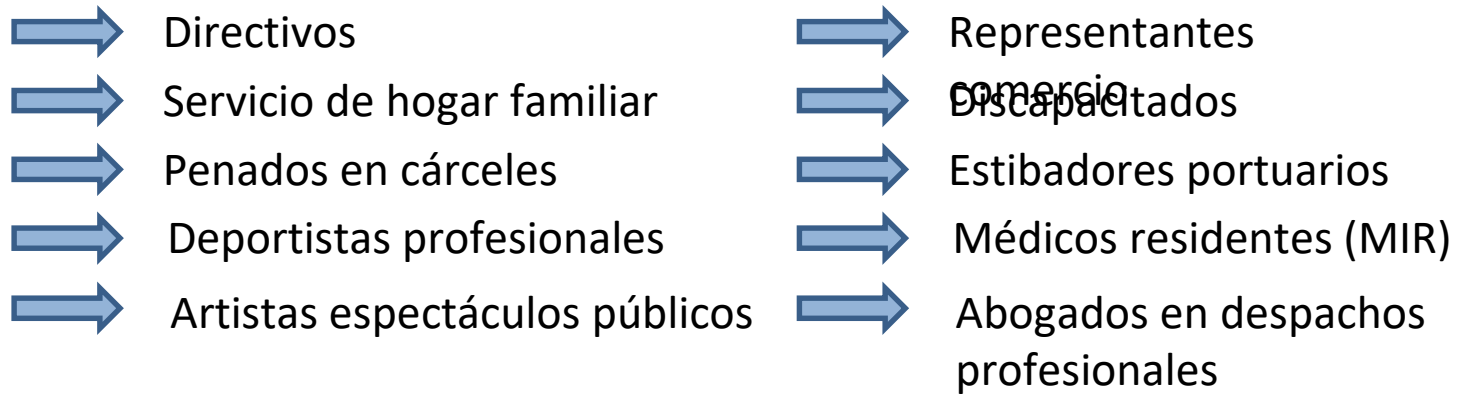 Directivos
Servicio de hogar familiar
Penados en cárceles
Deportistas profesionales
Artistas espectáculos públicos
Representantes
comercio
Discapacitados
Estibadores portuarios
Médicos residentes (MIR)
Abogados en despachos
profesionales